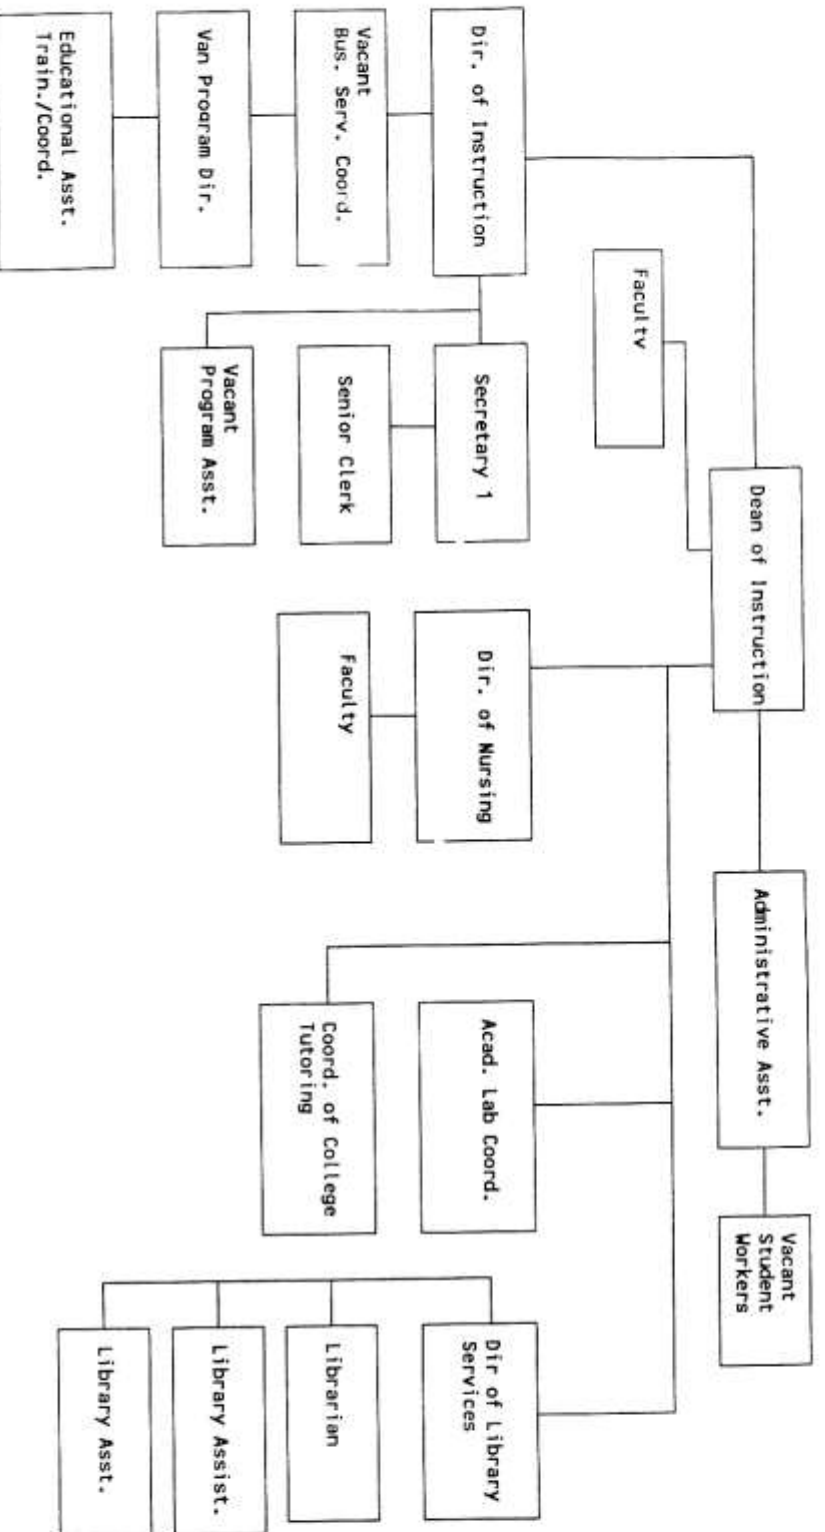 Dean of Instruction
Administrative Asst.
Vacant
Student
Workers
Faculty
Dir. of Instruction
Vacant
Bus. Serv. Coord.
Van Program Dir.
Educational Asst.
Train./Coord.
Secretary 1
Senior Clerk
Vacant
Program Asst.
Dir. of Nursing
Faculty
Acad. Lab Coord.
Coord. of College
Tutoring
Dir of Library
Services
Librarian
Library Assist.
Library Asst.